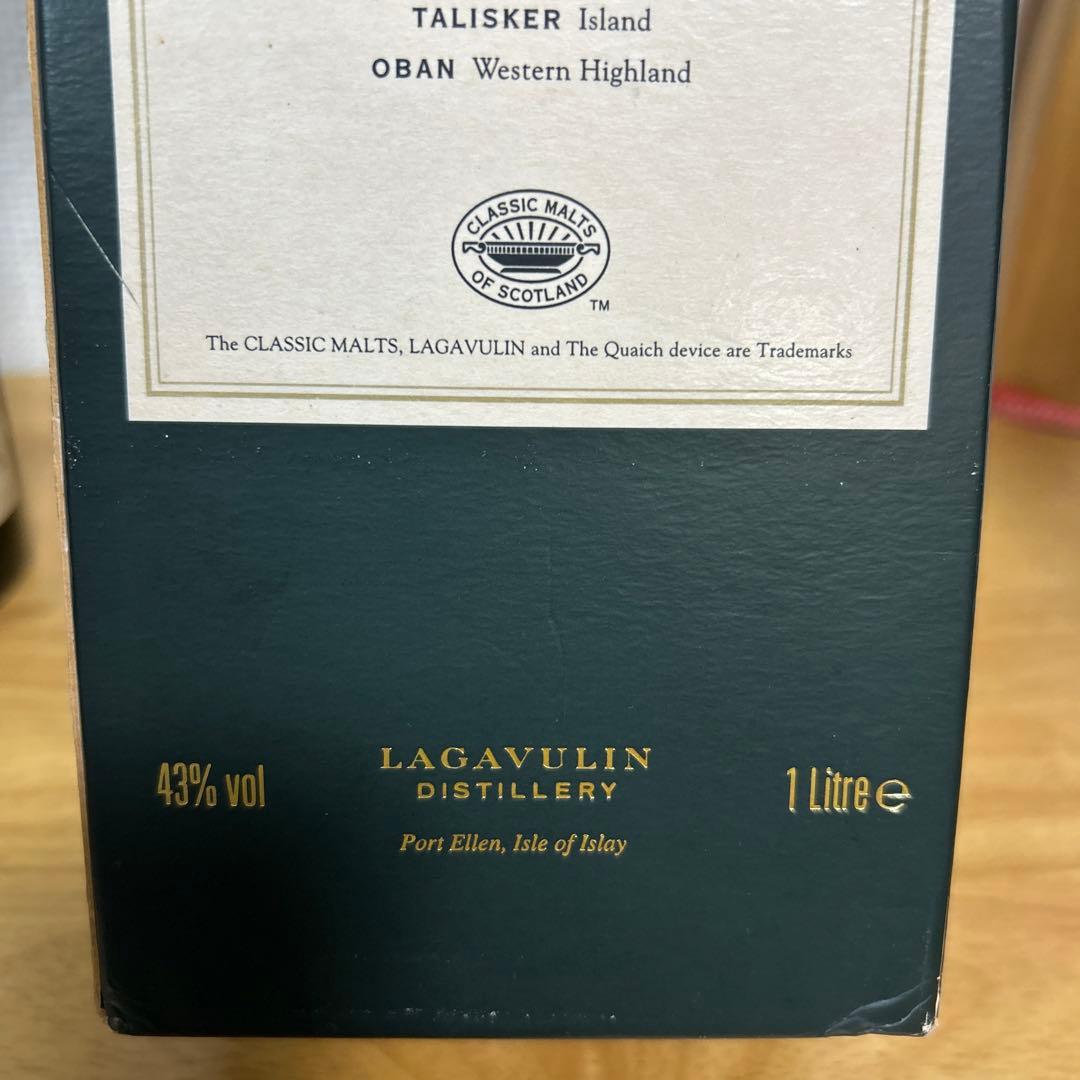 TALISKER Island
OBAN Western Highland
CLASSIC MALTS
OF SCOTLAND
TM
The CLASSIC MALTS, LAGAVULIN and The Quaich device are Trademarks
43% vol
LAGAVULIN
DISTILLERY
Port Ellen, Isle of Islay
1 Litre ℮